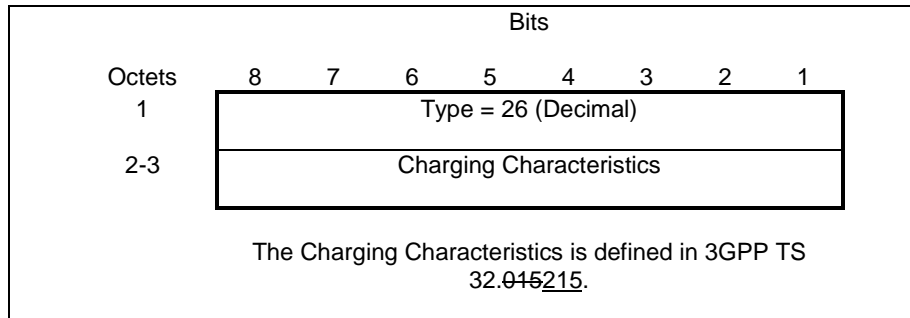 Bits
Octets 8 7 6 5 4 3 2 1
1 Type = 26 (Decimal)
2-3 Charging Characteristics
The Charging Characteristics is defined in 3GPP TS
32.015215.